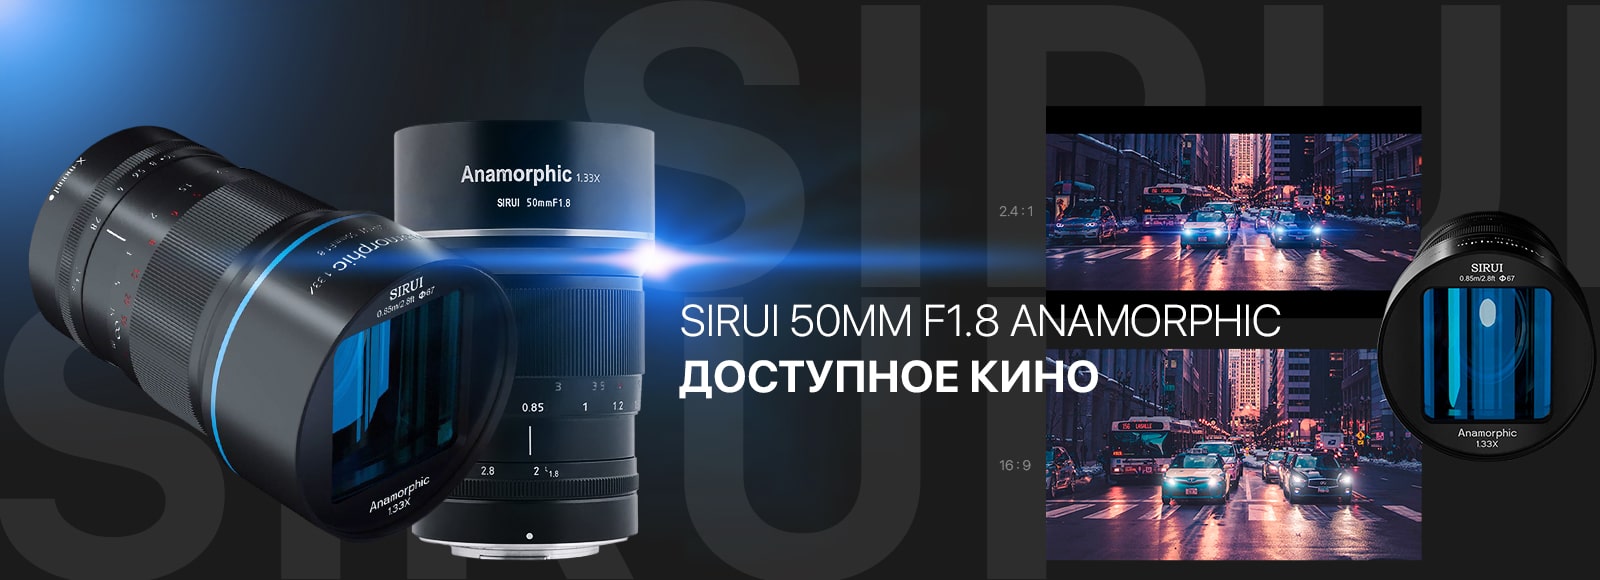 SIRUI
SIRUI
Anamorphic 1.33X
SIRUI 50mmF1.8
3
0.85 1 1.2
2.8 2 1.8
SIRUI
0.85m/2.8ft Φ67
Anamorphic
1.33X
2.4:1
SIRUI 50MM F1.8 ANAMORPHIC
ДОСТУПНОЕ КИНО
16:9
SIRUI
0.85m/2.8ft Φ67
Anamorphic
1.33X